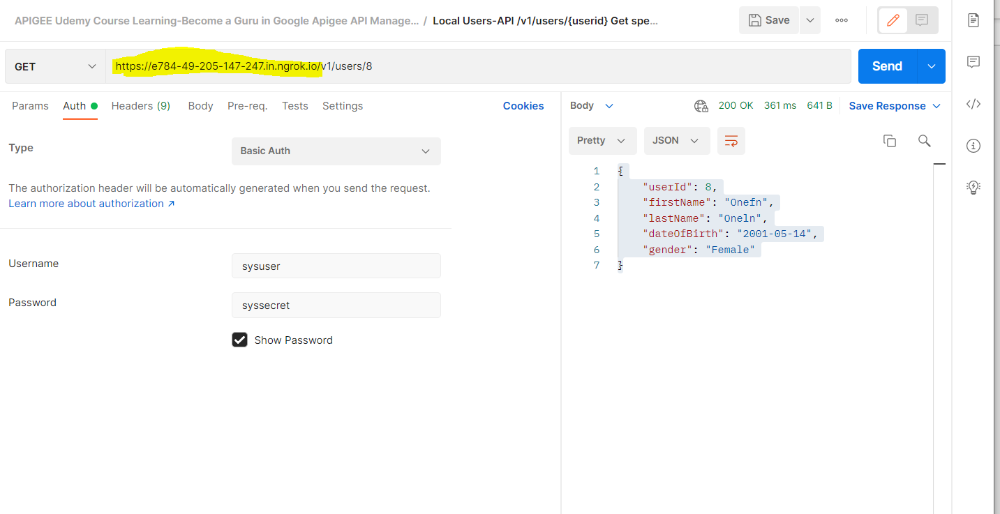 APIGEE Udemy Course Learning-Become a Guru in Google Apigee API Manage... / Local Users-API /v1/users/{userid} Get spe...
Save
GET
https://e784-49-205-147-247.in.ngrok.io/v1/users/8
Send
Params Auth Headers (9) Body Pre-req. Tests Settings
Cookies
Type
Basic Auth
The authorization header will be automatically generated when you send the request.
Learn more about authorization ↗
Username
sysuser
Password
syssecret
Show Password
Body
200 OK 361 ms 641 B Save Response
Pretty
JSON
1 {
2 "userId": 8,
3 "firstName": "Onefn",
4 "lastName": "Oneln",
5 "dateOfBirth": "2001-05-14",
6 "gender": "Female"
7 }